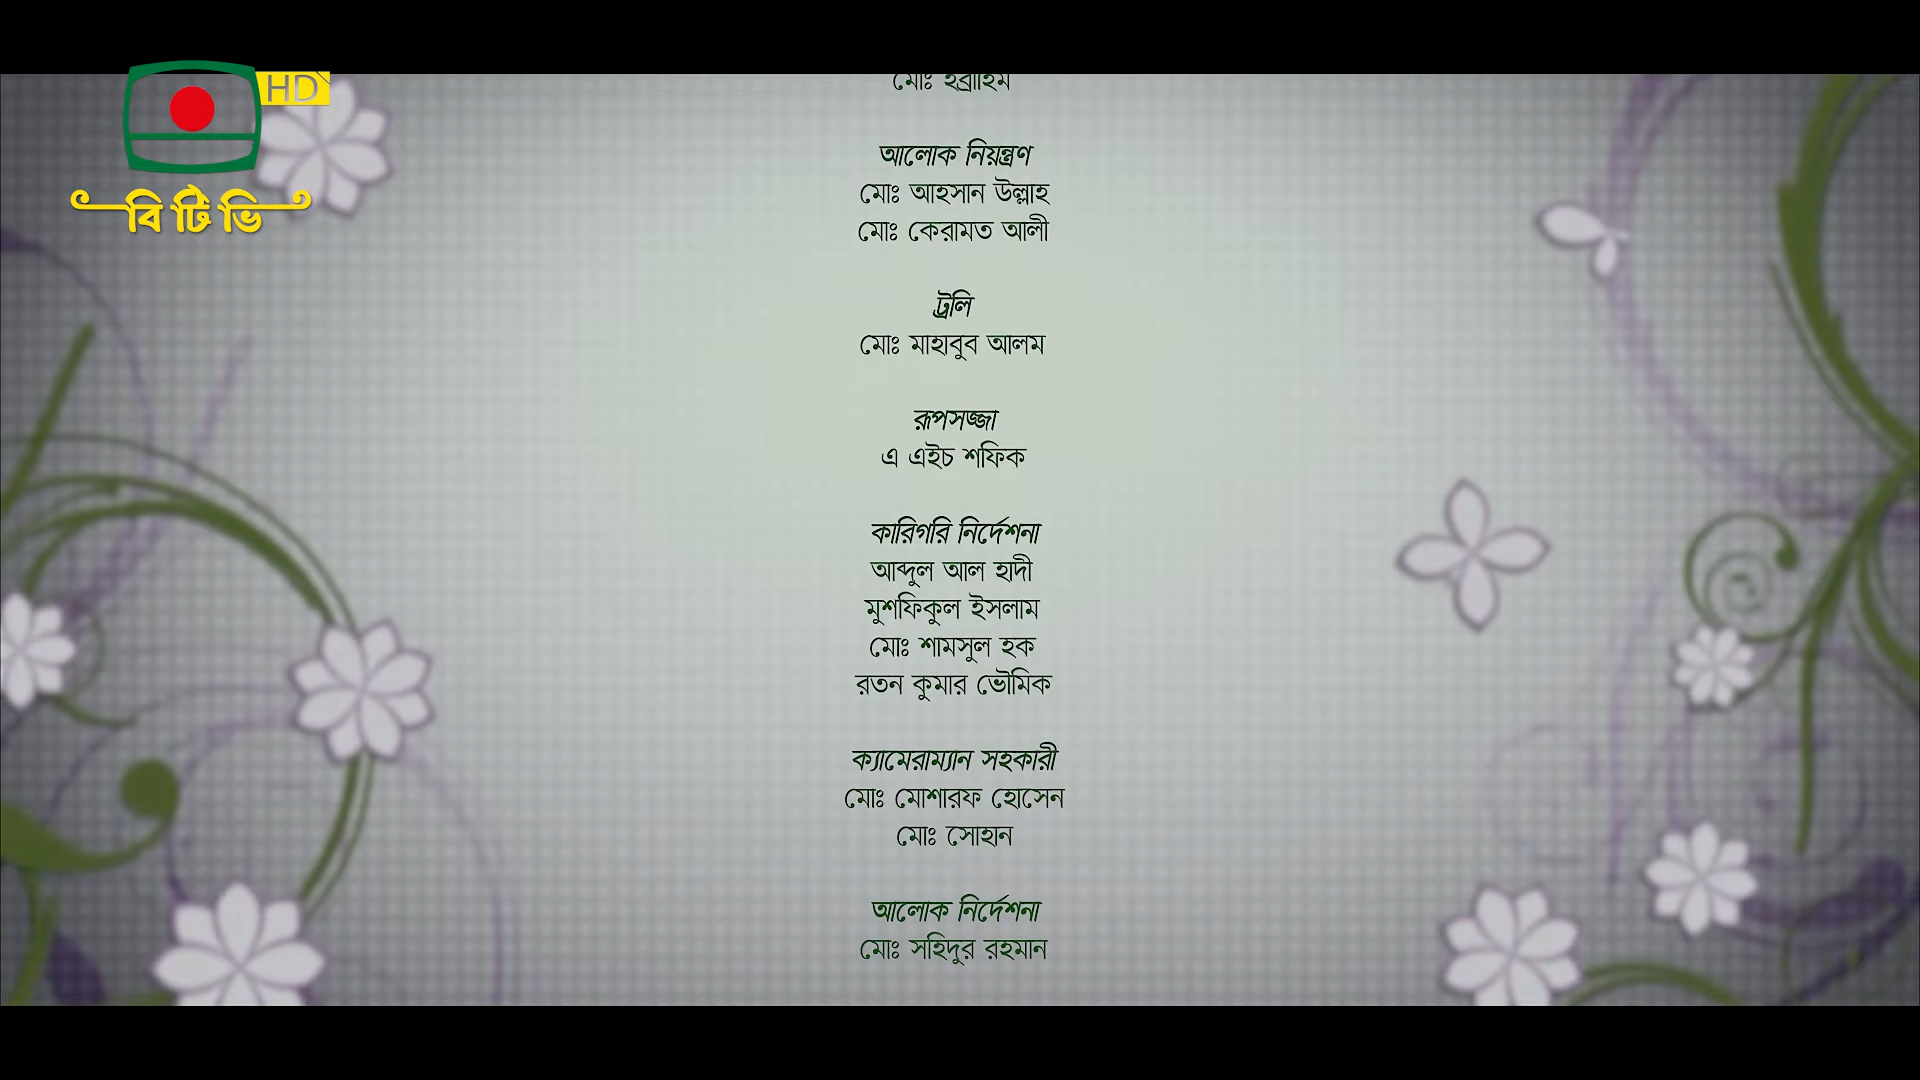 HD
বি টি ভি
মোঃ ইব্রাহিম
আলোক নিয়ন্ত্রণ
মোঃ আহসান উল্লাহ
মোঃ কেরামত আলী
ট্রলি
মোঃ মাহাবুব আলম
রূপসজ্জা
এ এইচ শফিক
কারিগরি নির্দেশনা
আব্দুল আল হাদী
মুশফিকুল ইসলাম
মোঃ শামসুল হক
রতন কুমার ভৌমিক
ক্যামেরাম্যান সহকারী
মোঃ মোশারফ হোসেন
মোঃ সোহান
আলোক নির্দেশনা
মোঃ সহিদুর রহমান